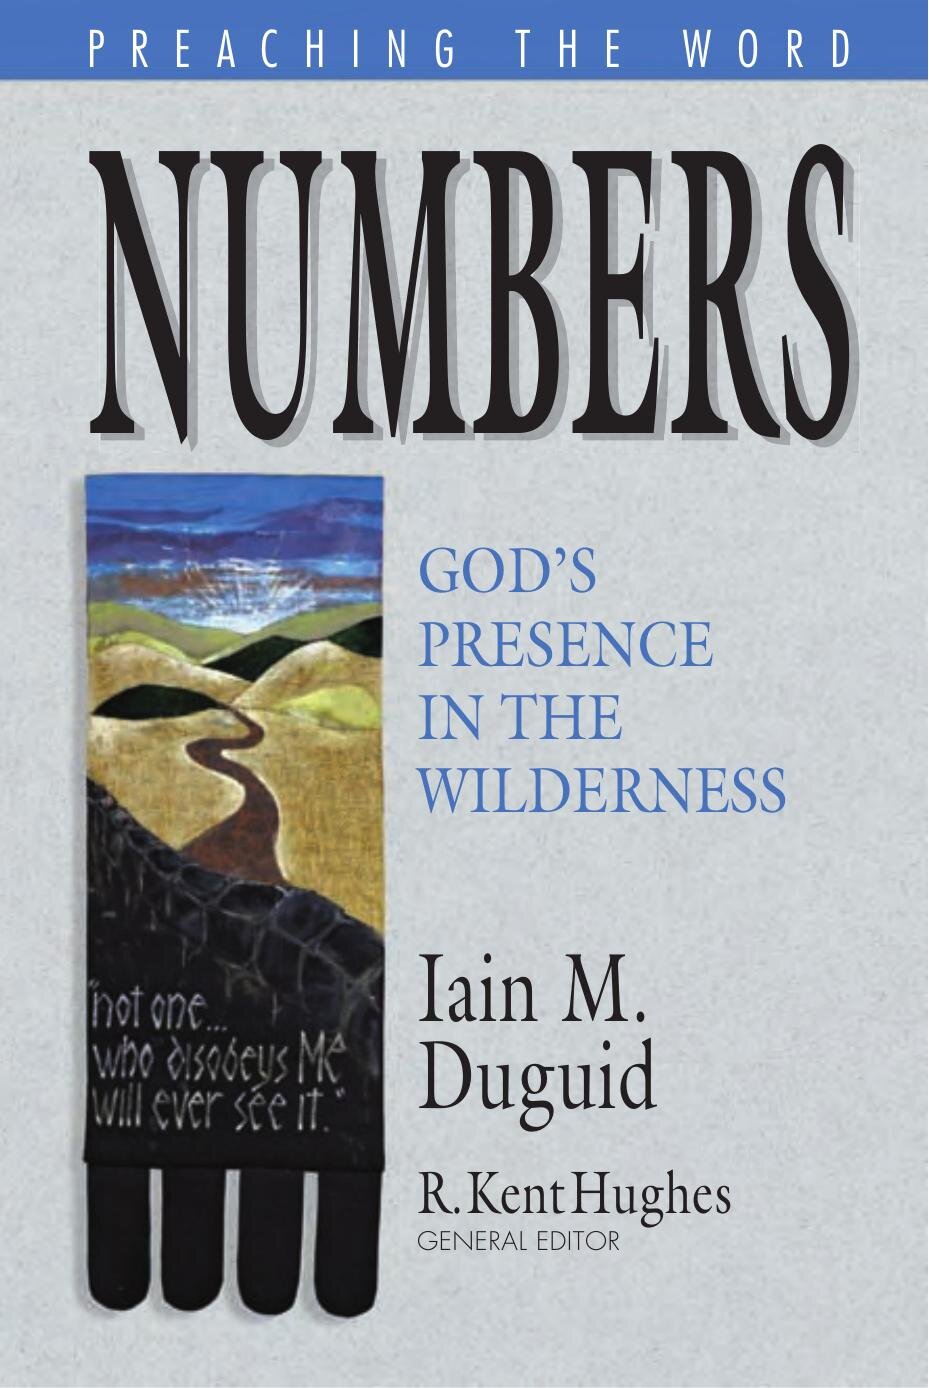 PREACHING THE WORD
NUMBERS
GOD'S
PRESENCE
IN THE
WILDERNESS
"not one...
who disobeys Me
will ever see it."
Iain M.
Duguid
R. Kent Hughes
GENERAL EDITOR